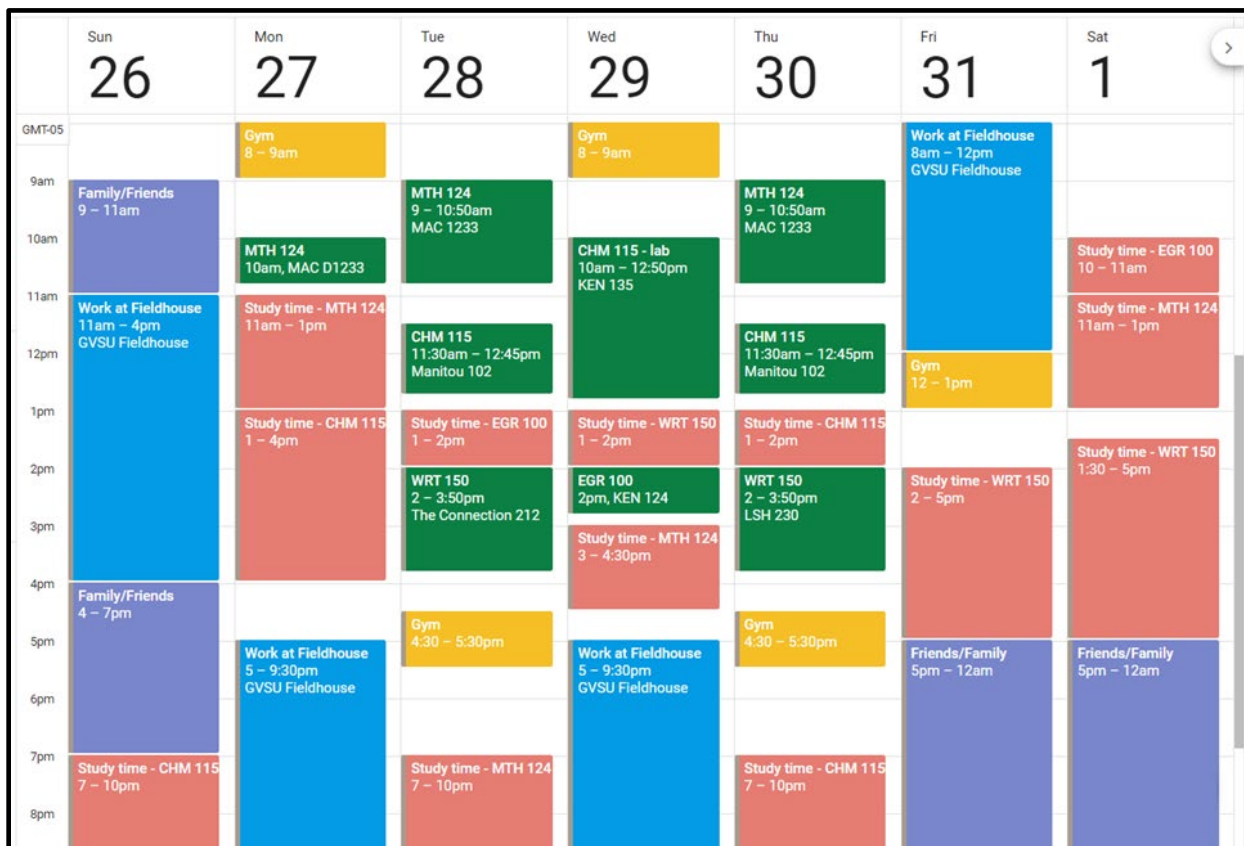 Sun
26
Mon
27
Tue
28
Wed
29
Thu
30
Fri
31
Sat
1
GMT-05
9am
10am
11am
12pm
1pm
2pm
3pm
4pm
5pm
6pm
7pm
8pm
Family/Friends
9 – 11am
Work at Fieldhouse
11am – 4pm
GVSU Fieldhouse
Family/Friends
4 – 7pm
Study time - CHM 115
7 – 10pm
Gym
8 – 9am
MTH 124
10am, MAC D1233
Study time - MTH 124
11am – 1pm
Study time - CHM 115
1 – 4pm
Work at Fieldhouse
5 – 9:30pm
GVSU Fieldhouse
MTH 124
9 – 10:50am
MAC 1233
CHM 115
11:30am – 12:45pm
Manitou 102
Study time - EGR 100
1 – 2pm
WRT 150
2 – 3:50pm
The Connection 212
Gym
4:30 – 5:30pm
Study time - MTH 124
7 – 10pm
Gym
8 – 9am
CHM 115 - lab
10am – 12:50pm
KEN 135
Study time - WRT 150
1 – 2pm
EGR 100
2pm, KEN 124
Study time - MTH 124
3 – 4:30pm
Work at Fieldhouse
5 – 9:30pm
GVSU Fieldhouse
MTH 124
9 – 10:50am
MAC 1233
CHM 115
11:30am – 12:45pm
Manitou 102
Study time - CHM 115
1 – 2pm
WRT 150
2 – 3:50pm
LSH 230
Gym
4:30 – 5:30pm
Study time - CHM 115
7 – 10pm
Work at Fieldhouse
8am – 12pm
GVSU Fieldhouse
Gym
12 – 1pm
Study time - WRT 150
2 – 5pm
Friends/Family
5pm – 12am
Study time - EGR 100
10 – 11am
Study time - MTH 124
11am – 1pm
Study time - WRT 150
1:30 – 5pm
Friends/Family
5pm – 12am